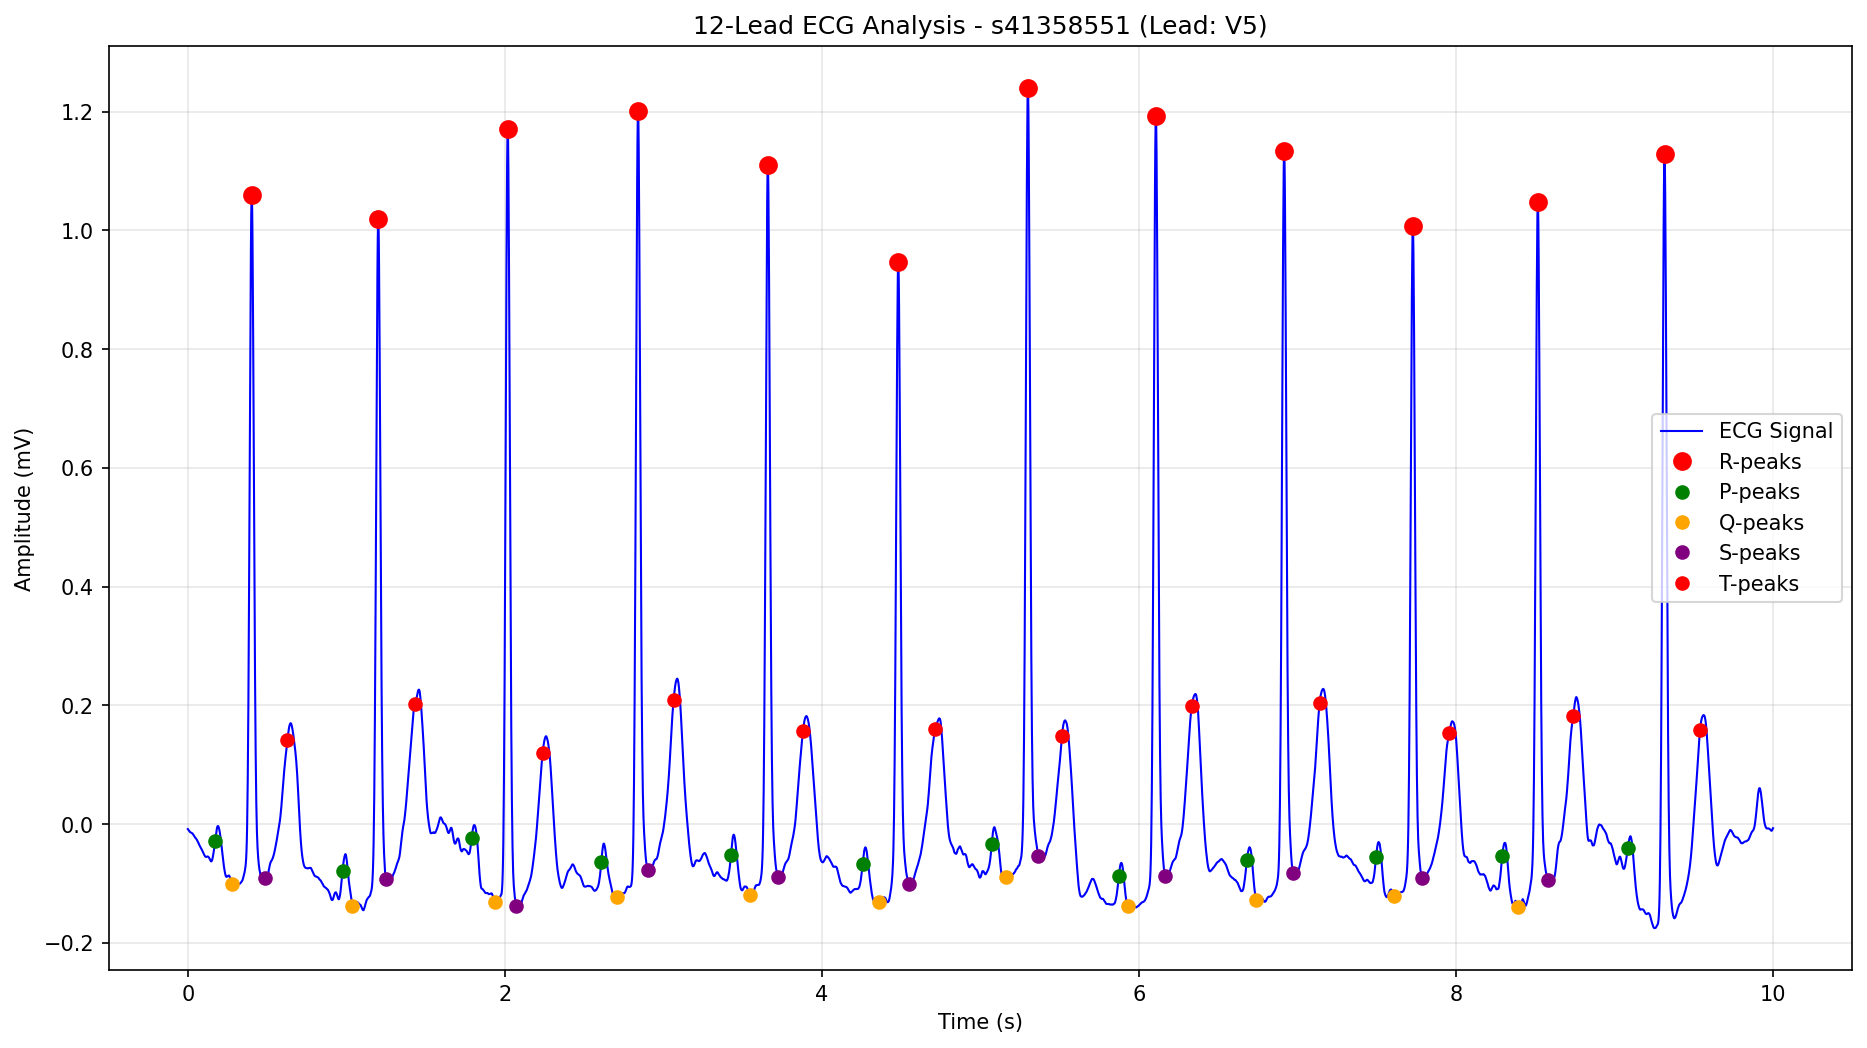 12-Lead ECG Analysis - s41358551 (Lead: V5)
Amplitude (mV)
1.2
1.0
0.8
0.6
0.4
0.2
0.0
−0.2
ECG Signal
R-peaks
P-peaks
Q-peaks
S-peaks
T-peaks
0 2 4 6 8 10
Time (s)